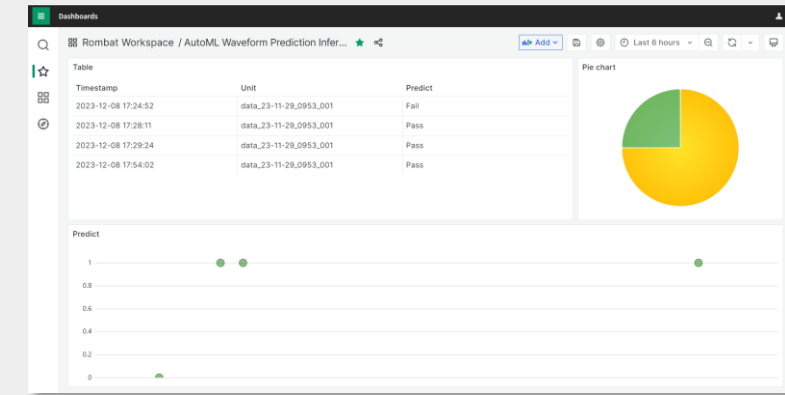 Dashboards
Rombat Workspace / AutoML Waveform Prediction Infer...
Add
Last 6 hours
Table
Timestamp Unit Predict
2023-12-08 17:24:52 data_23-11-29_0953_001 Fail
2023-12-08 17:28:11 data_23-11-29_0953_001 Pass
2023-12-08 17:29:24 data_23-11-29_0953_001 Pass
2023-12-08 17:54:02 data_23-11-29_0953_001 Pass
Pie chart
Predict
1
0.8
0.6
0.4
0.2
0